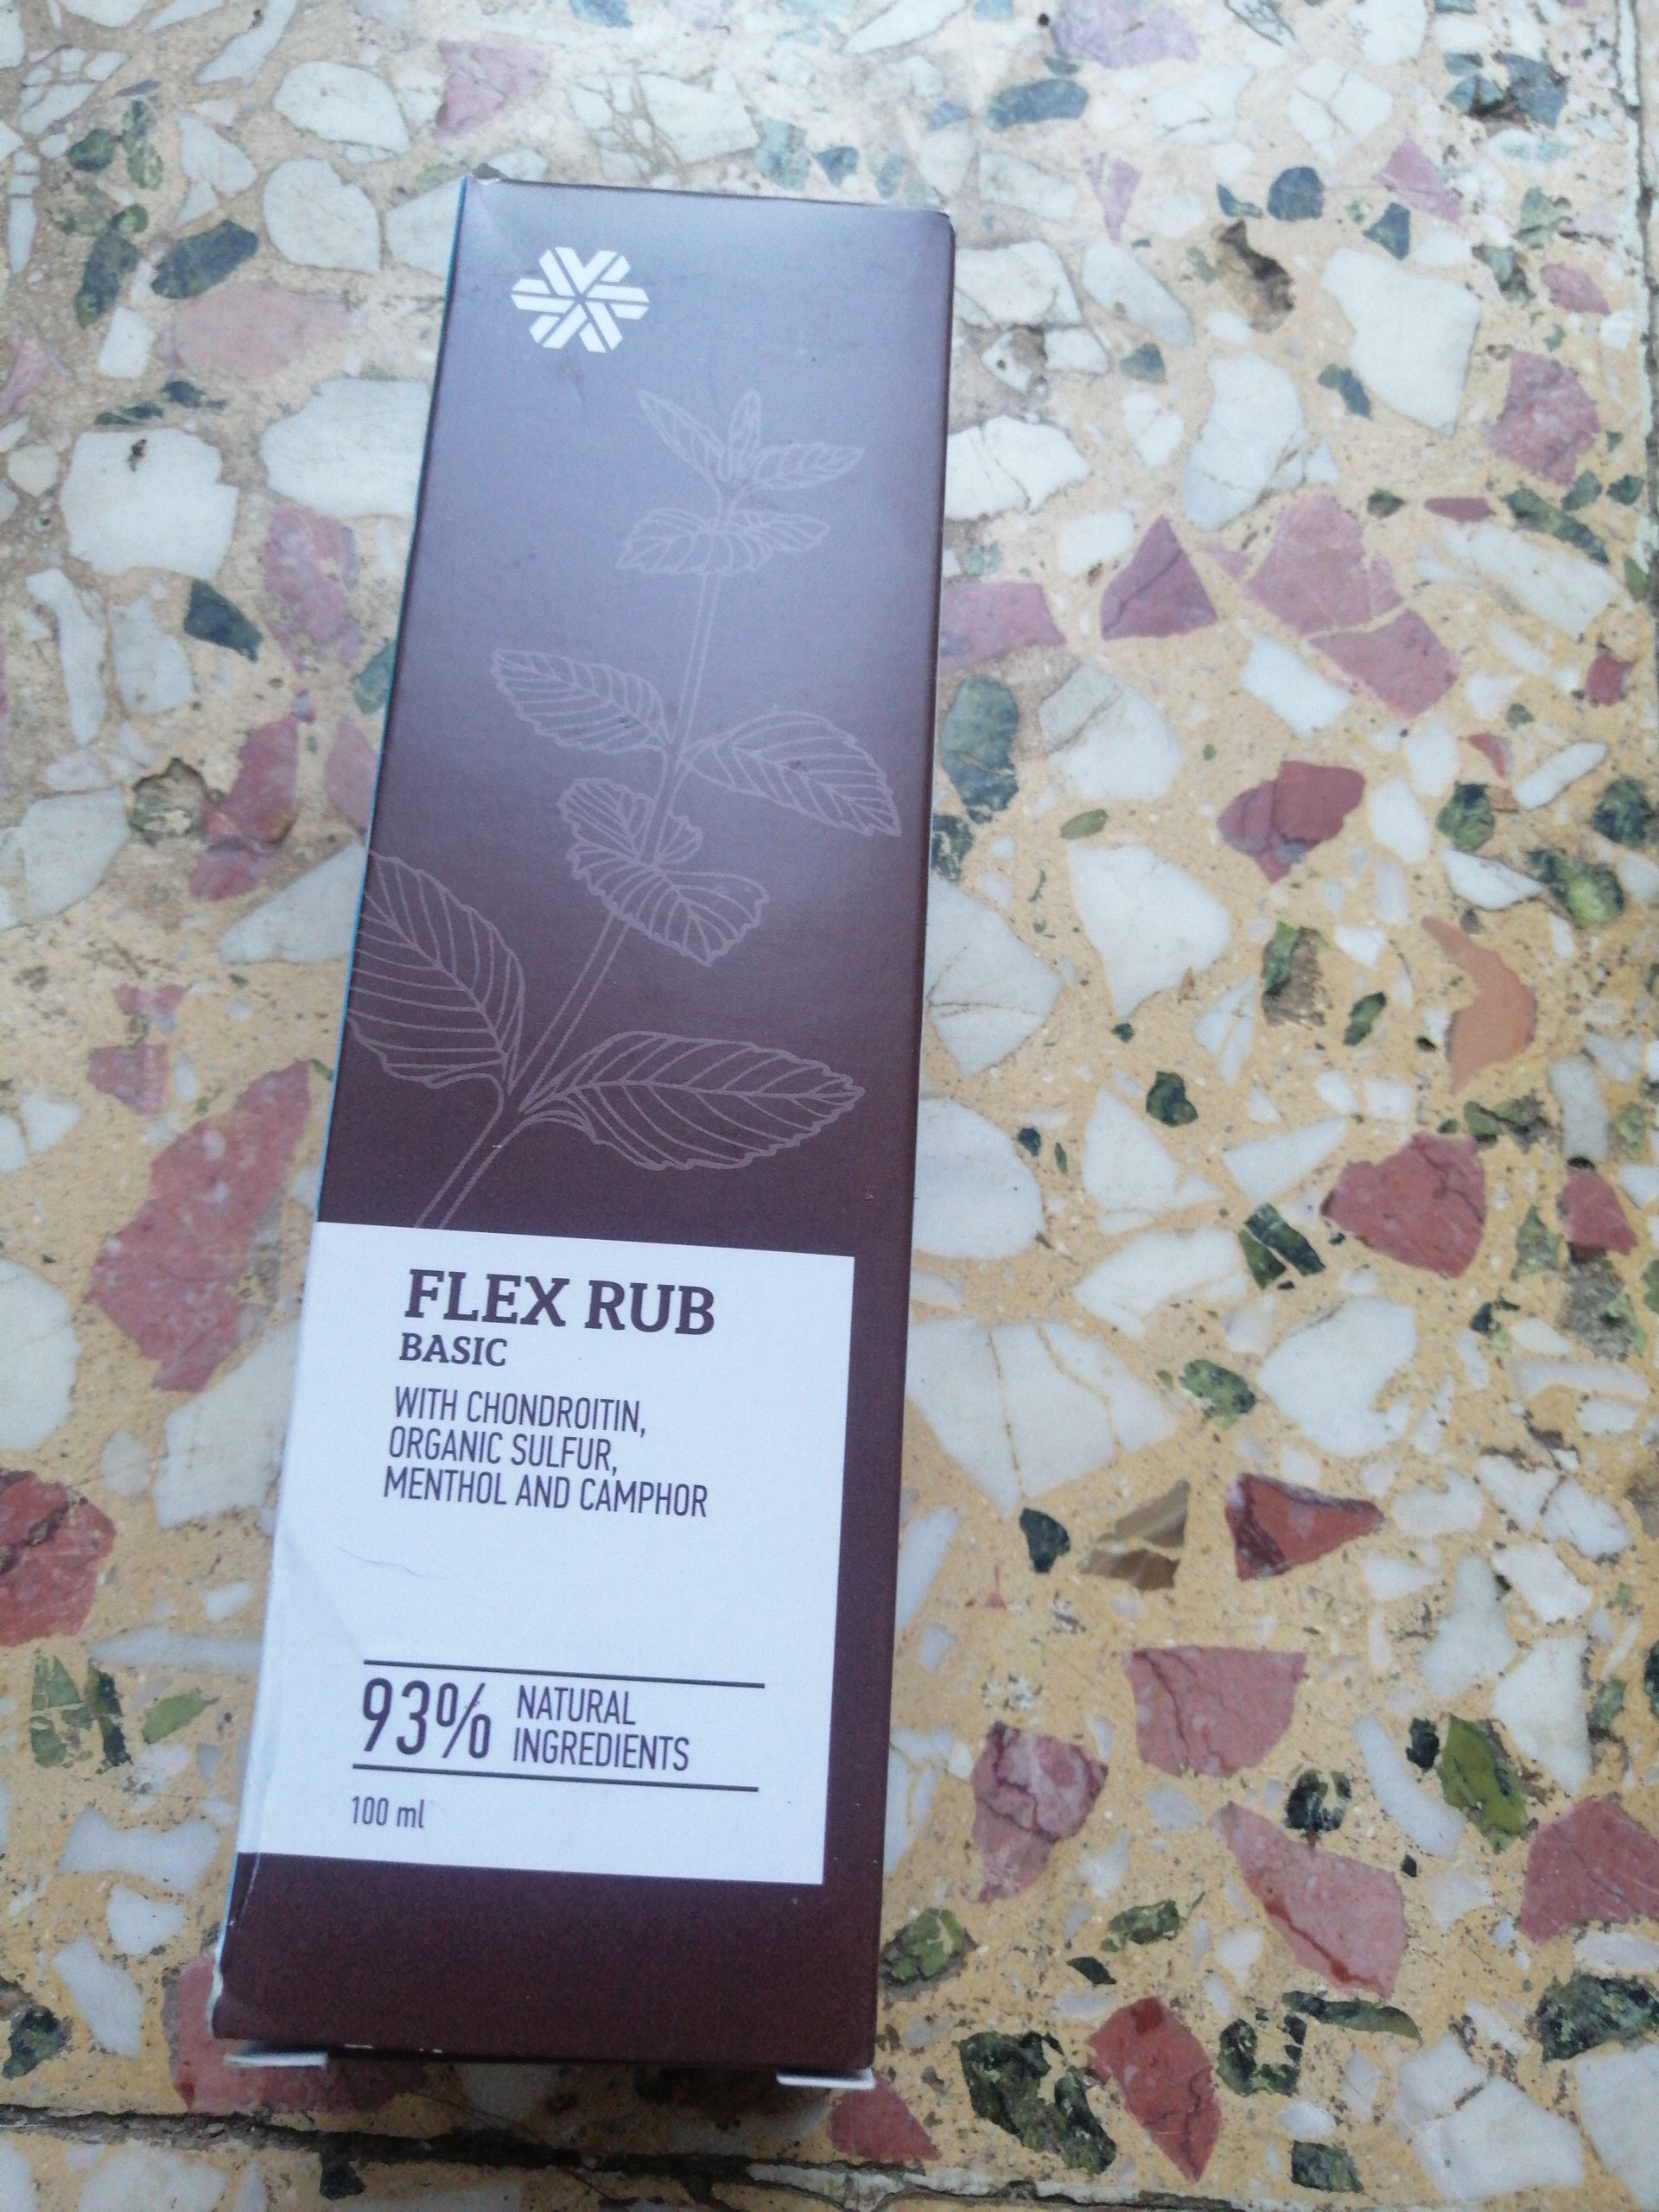 FLEX RUB
BASIC
WITH CHONDROITIN,
ORGANIC SULFUR,
MENTHOL AND CAMPHOR
93% NATURAL
INGREDIENTS
100 ml